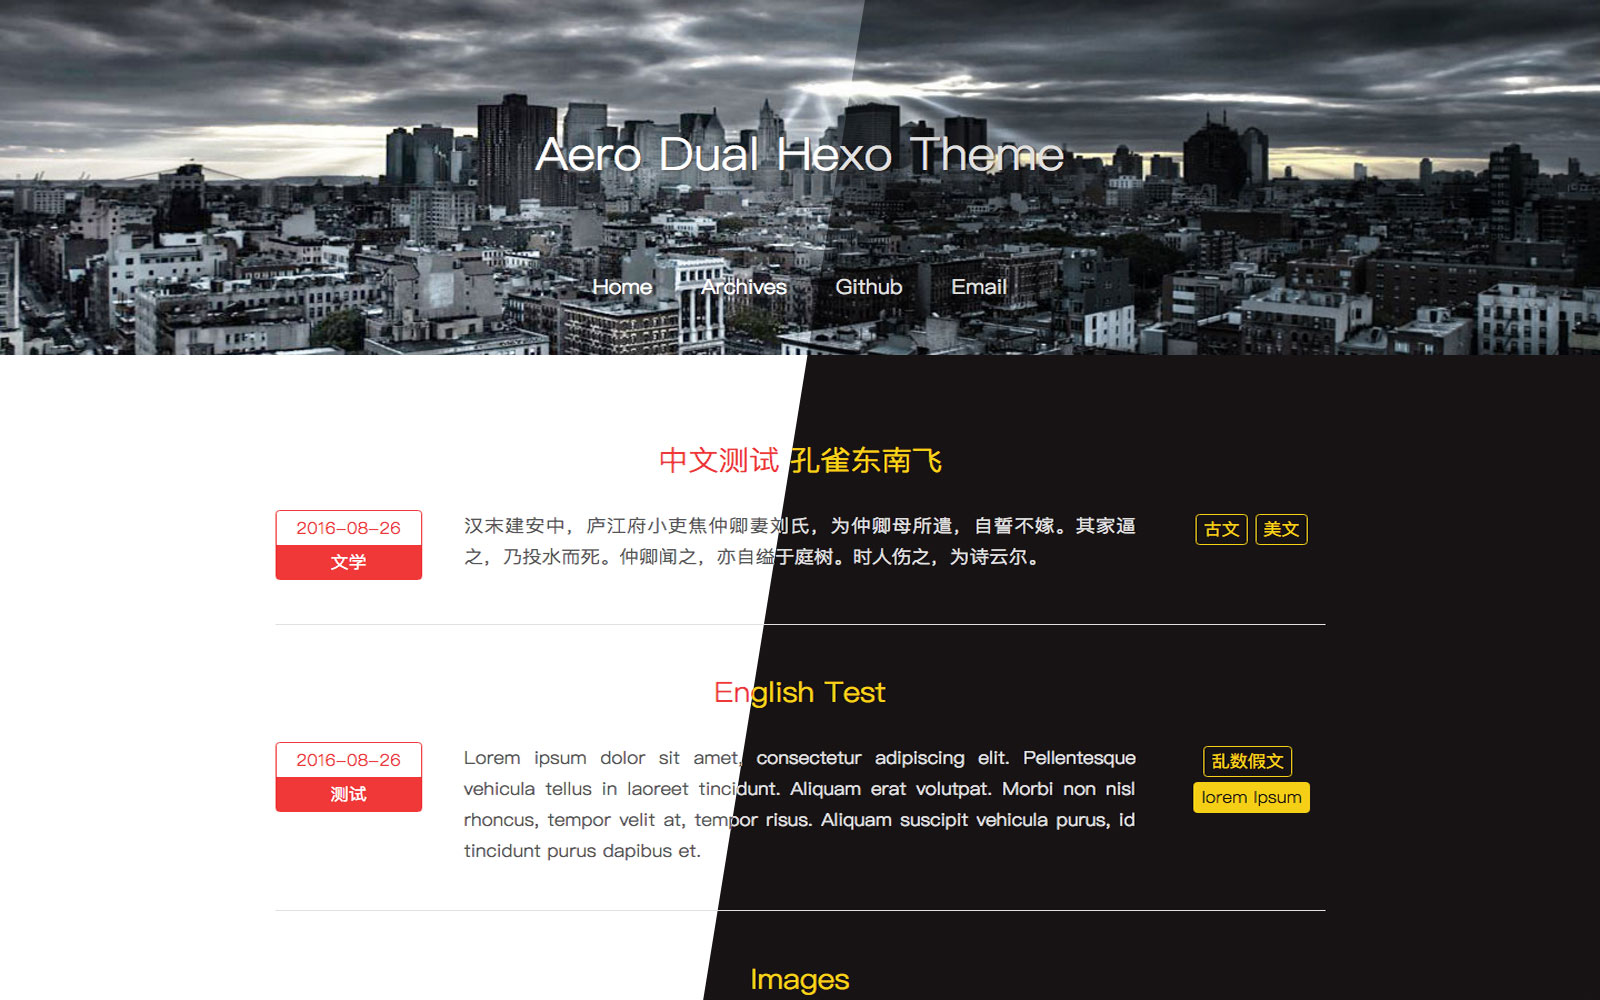 Aero Dual Hexo Theme
Home Archives Github Email
中文测试 孔雀东南飞
2016-08-26
文学
汉末建安中，庐江府小吏焦仲卿妻刘氏，为仲卿母所遣，自誓不嫁。其家逼
之，乃投水而死。仲卿闻之，亦自缢于庭树。时人伤之，为诗云尔。
古文 美文
English Test
2016-08-26
测试
Lorem ipsum dolor sit amet, consectetur adipiscing elit. Pellentesque
vehicula tellus in laoreet tincidunt. Aliquam erat volutpat. Morbi non nisl
rhoncus, tempor velit at, tempor risus. Aliquam suscipit vehicula purus, id
tincidunt purus dapibus et.
乱数假文
lorem Ipsum
Images